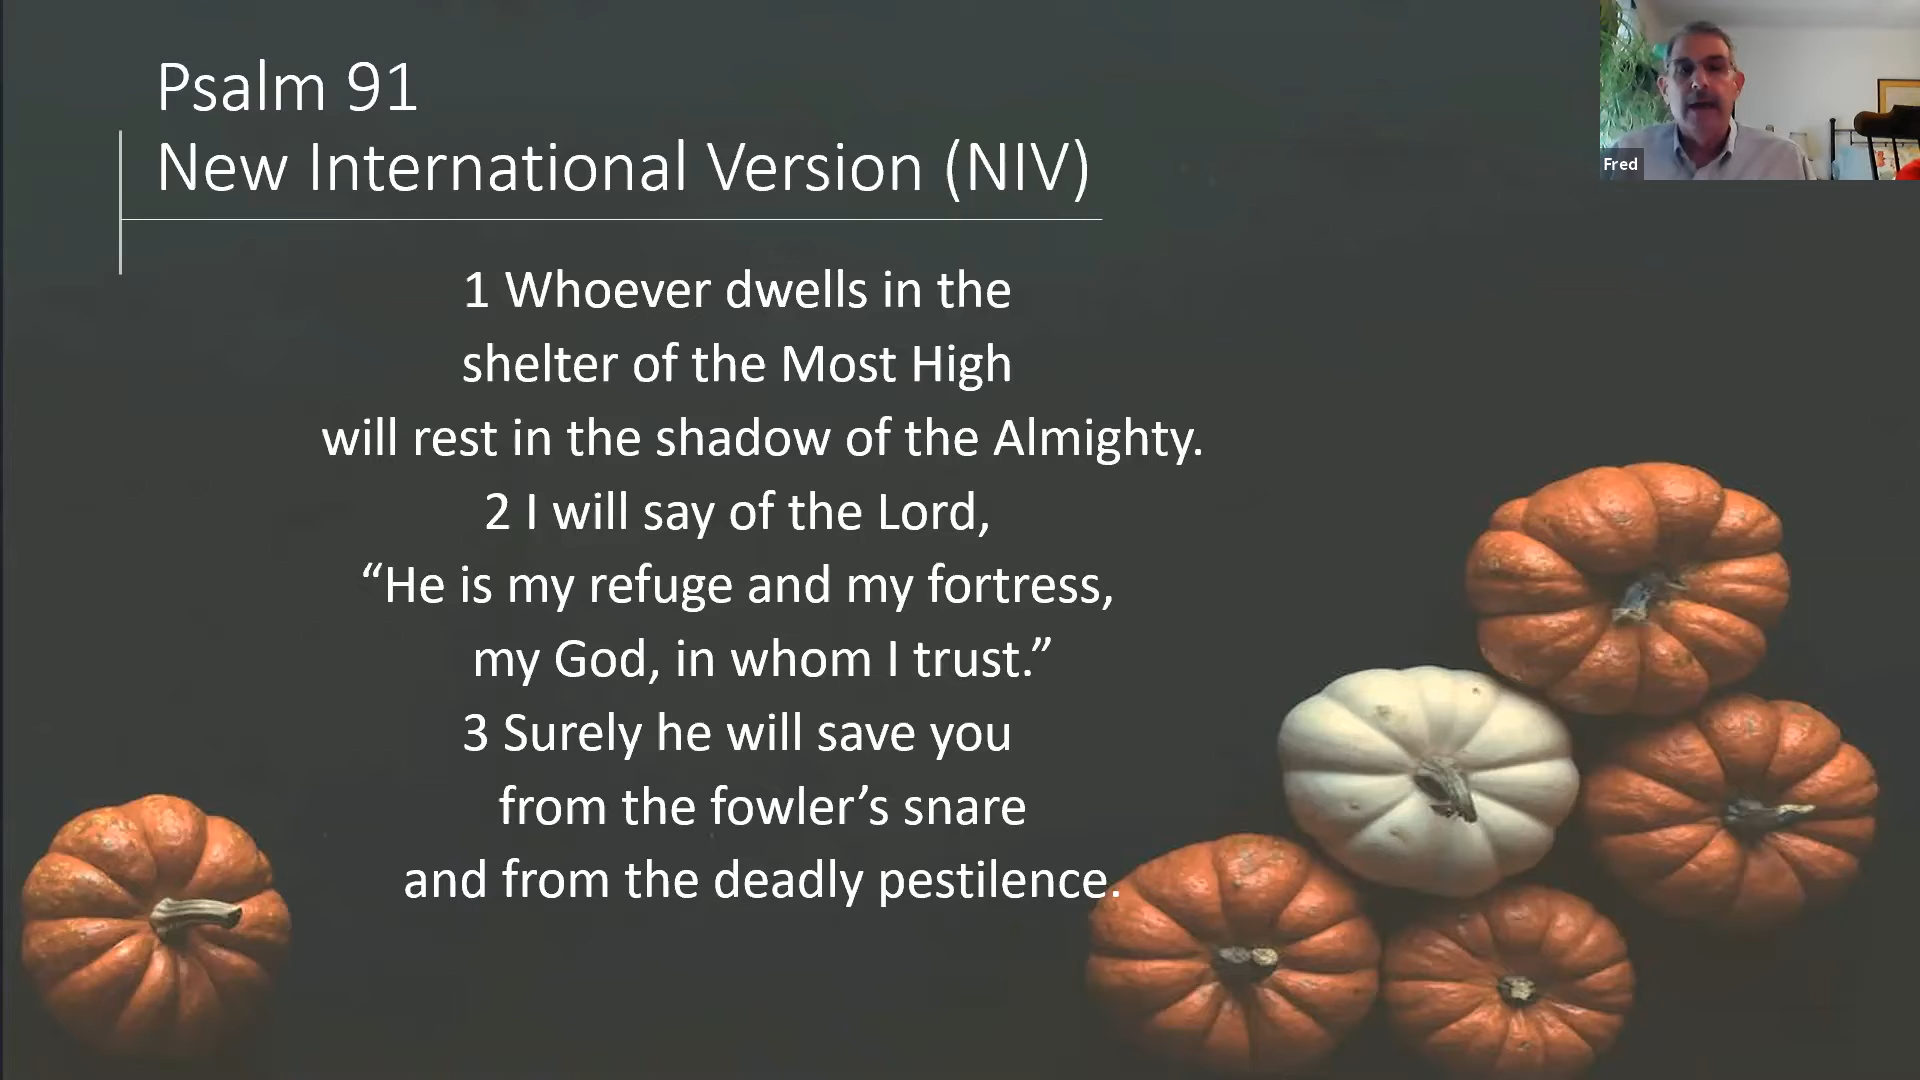 Psalm 91
New International Version (NIV)
Fred
1 Whoever dwells in the
shelter of the Most High
will rest in the shadow of the Almighty.
2 I will say of the Lord,
“He is my refuge and my fortress,
my God, in whom I trust.”
3 Surely he will save you
from the fowler’s snare
and from the deadly pestilence.